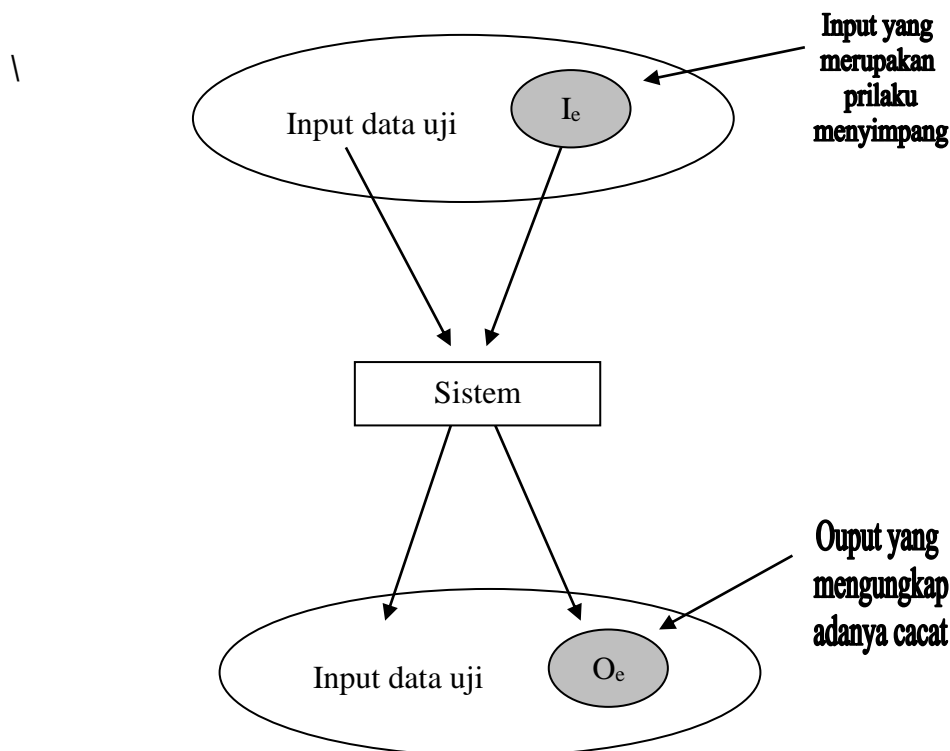 Input yang
merupakan
prilaku
menyimpang
\
Input data uji
Ie
Sistem
Ouput yang
mengungkap
adanya cacat
Input data uji
Oe